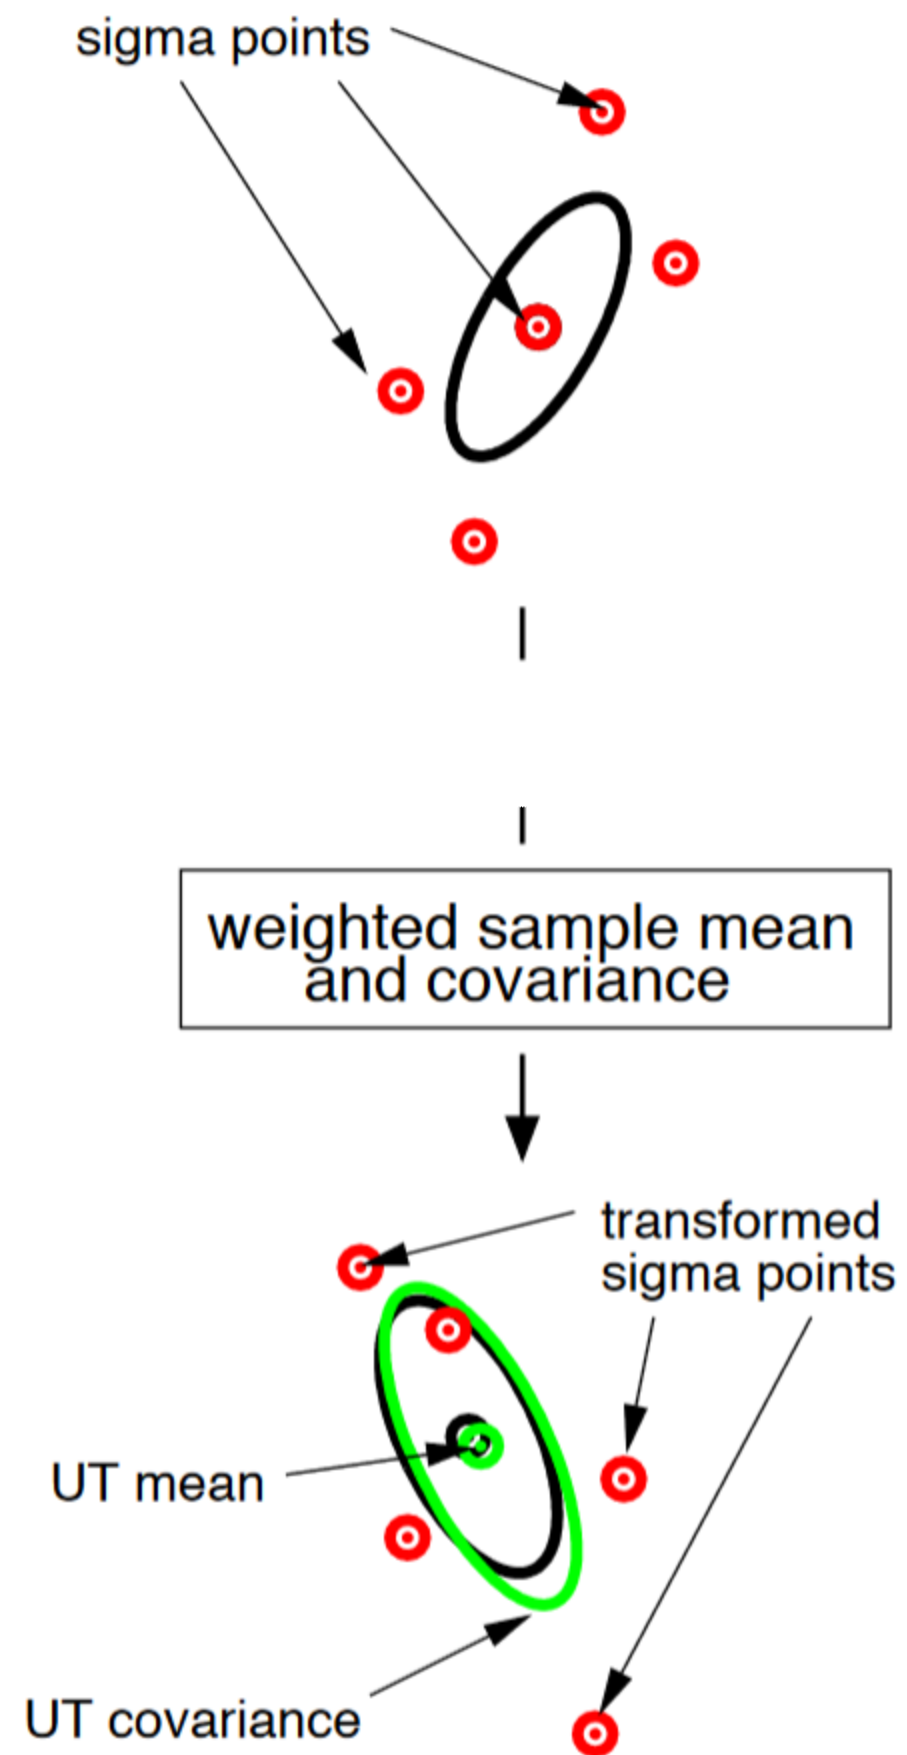 sigma points
weighted sample mean
and covariance
transformed
sigma points
UT mean
UT covariance